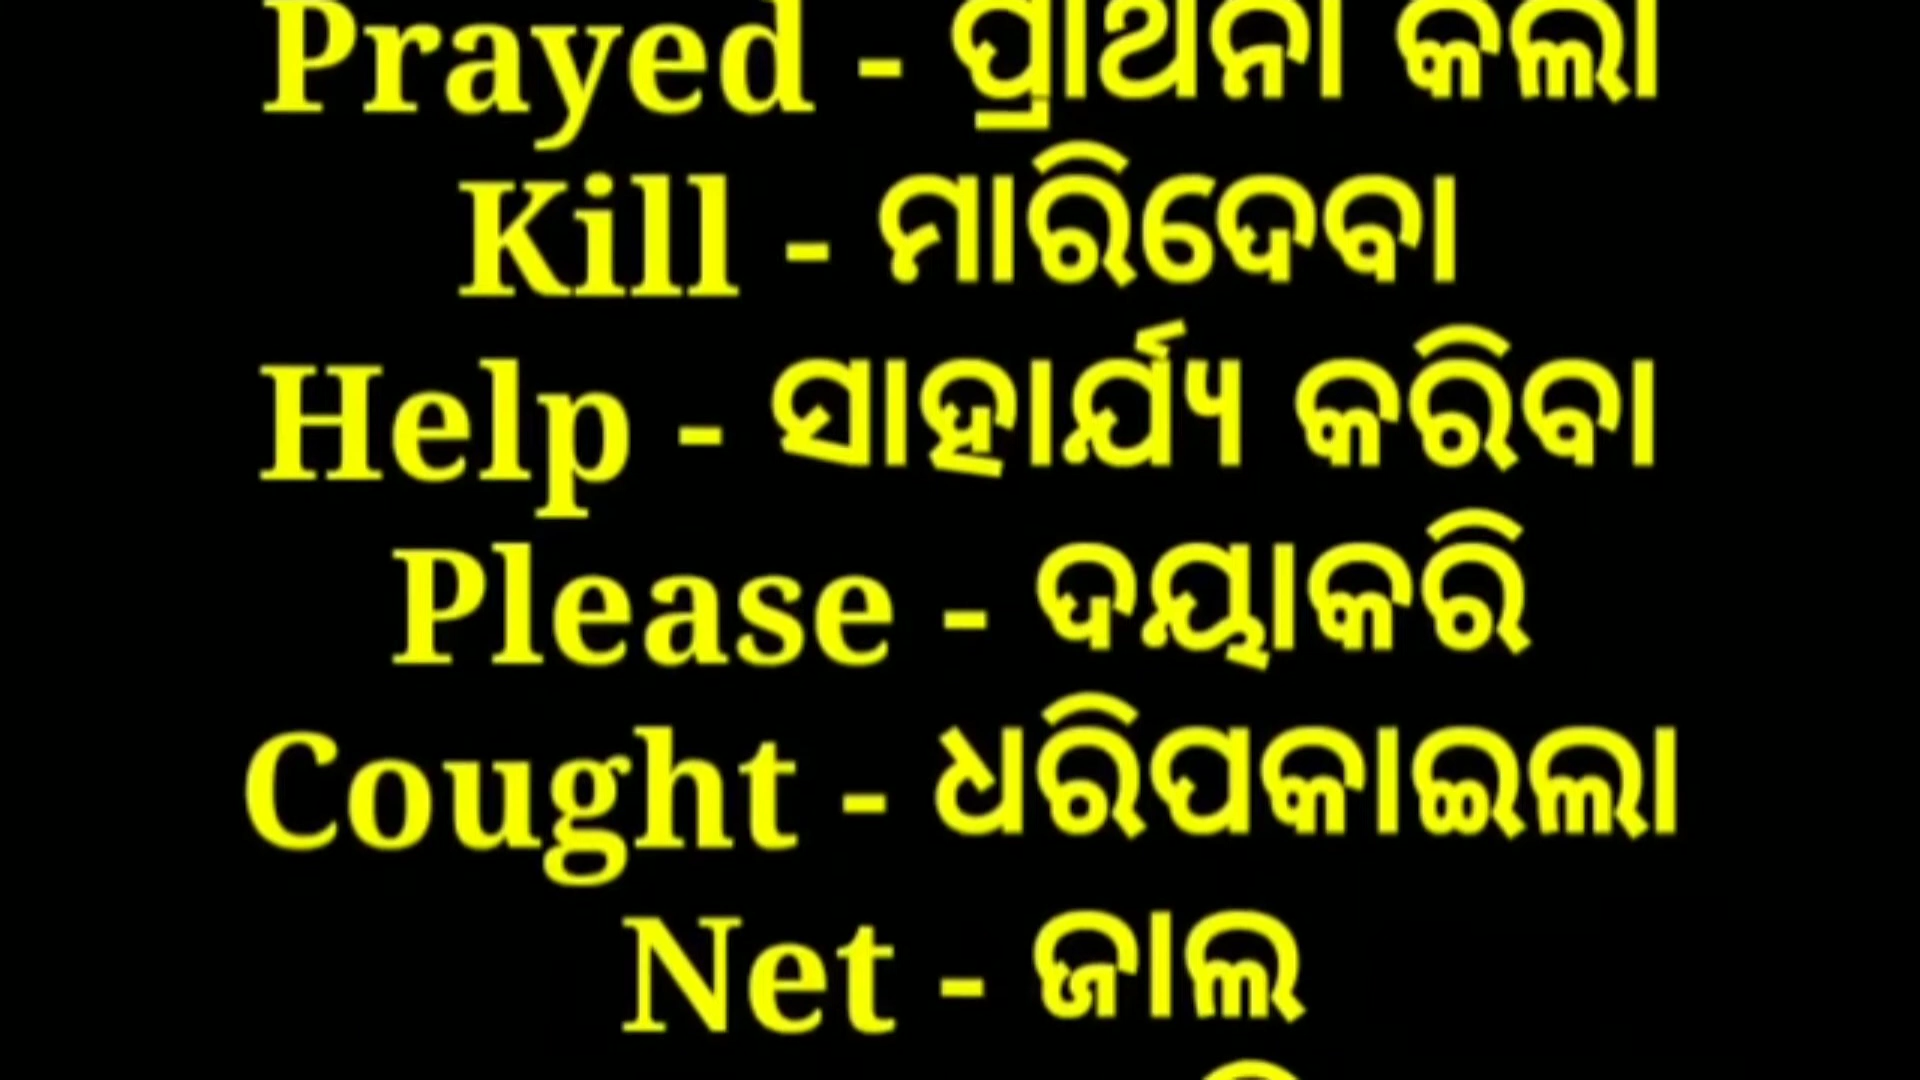 Prayed - ପ୍ରାଥନା କଲା
Kill - ମାରିଦେବା
Help - ସାହାର୍ଯ୍ୟ କରିବା
Please - ଦୟାକରି
Cought - ଧରିପକାଇଲା
Net - ଜାଲ